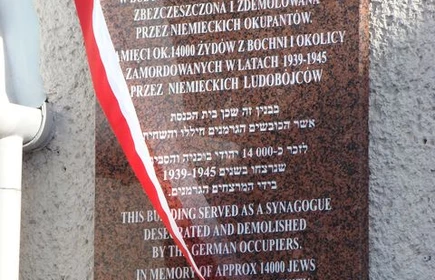 ZBEZCZESZCZONA I ZDEMOLOWANA
PRZEZ NIEMIECKICH OKUPANTÓW.
PAMIĘCI OK.14000 ŻYDÓW Z BOCHNI I OKOLICY
ZAMORDOWANYCH W LATACH 1939-1945
PRZEZ NIEMIECKICH LUDOBÓJCÓW
בבנין זה שכן בית הכנסת
אשר הכובשים הגרמנים חיללו והשחיתו
לזכר כ-14 000 יהודי בוכניה והסביבה
שנרצחו בשנים 1939-1945
בידי המרצחים הגרמנים.
THIS BUILDING SERVED AS A SYNAGOGUE
DESECRATED AND DEMOLISHED
BY THE GERMAN OCCUPIERS.
IN MEMORY OF APPROX 14000 JEWS